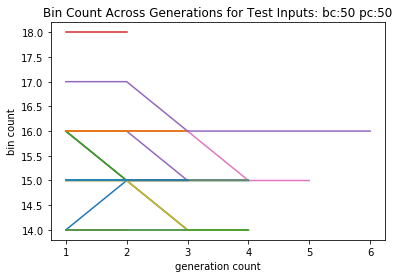 Bin Count Across Generations for Test Inputs: bc:50 pc:50
18.0
17.5
17.0
16.5
16.0
15.5
15.0
14.5
14.0
bin count
1 2 3 4 5 6
generation count